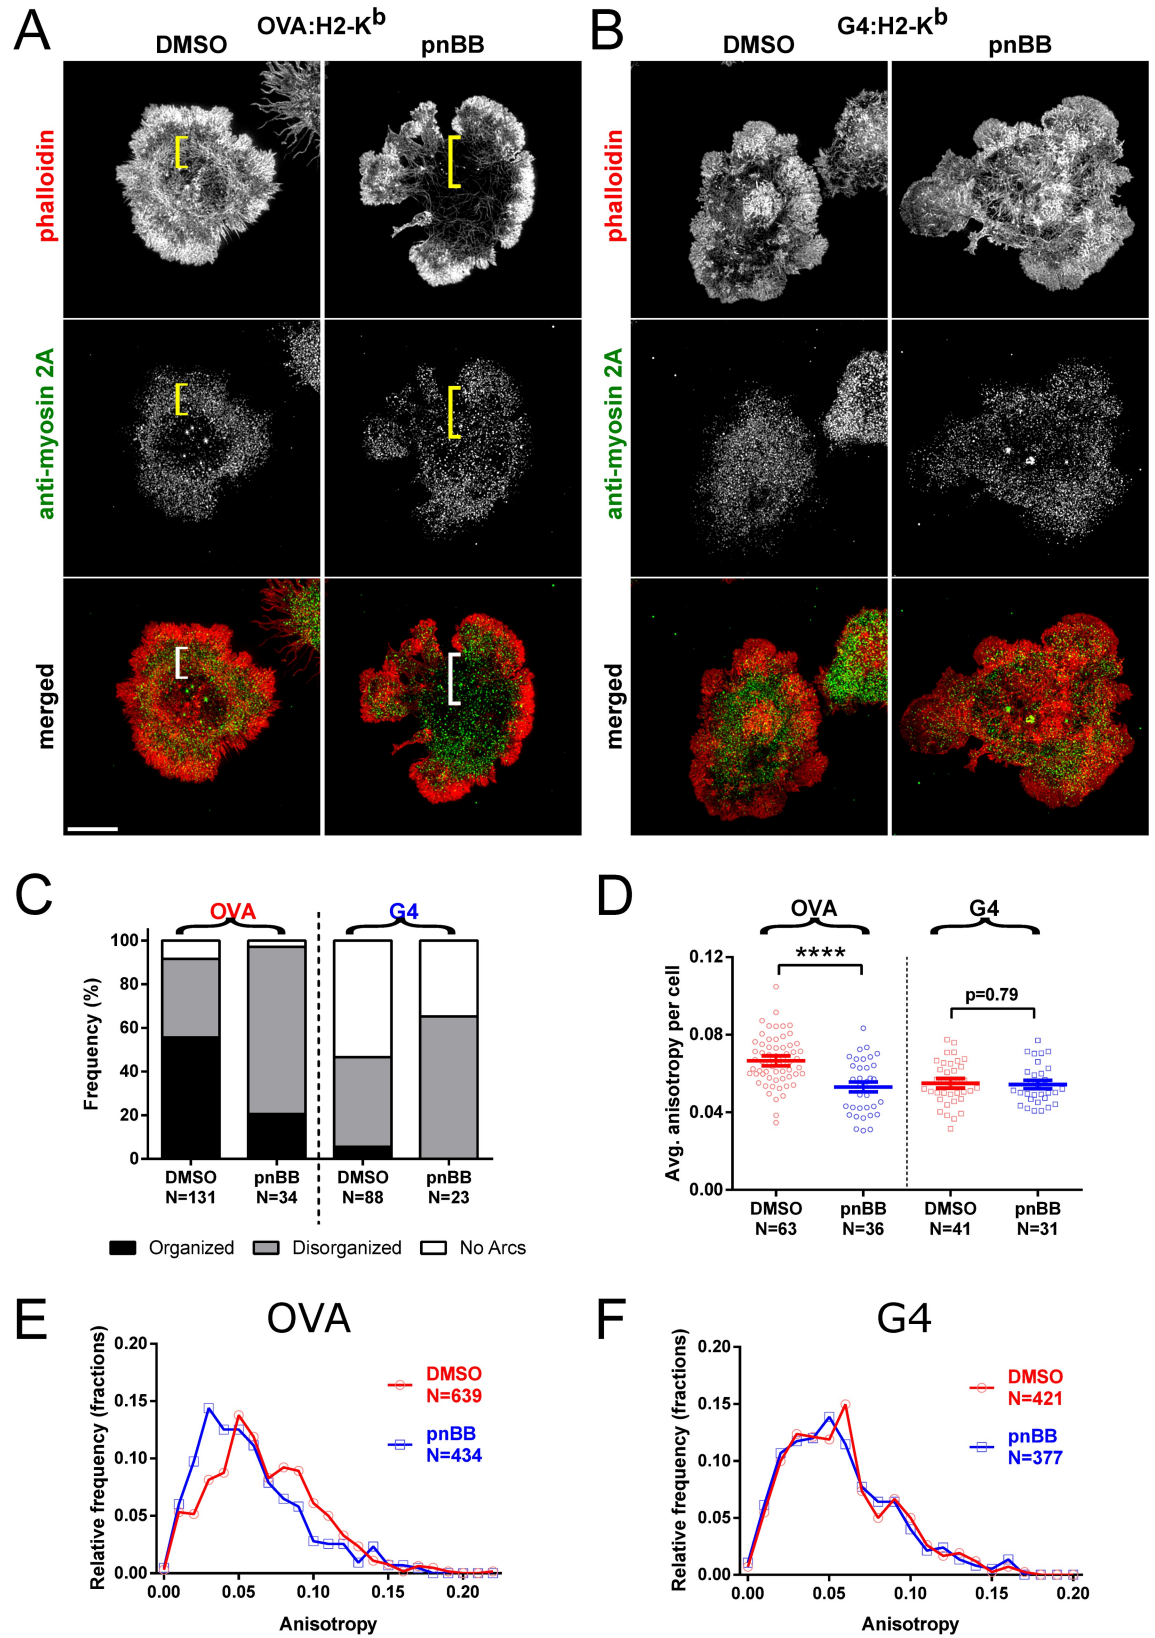 A
OVA:H2-Kb
DMSO
pnBB
B
G4:H2-Kb
DMSO
pnBB
phalloidin
anti-myosin 2A
merged
phalloidin
anti-myosin 2A
merged
C
OVA
G4
Frequency (%)
100
80
60
40
20
0
DMSO
N=131
pnBB
N=34
DMSO
N=88
pnBB
N=23
Organized
Disorganized
No Arcs
D
OVA
G4
****
p=0.79
Avg. anisotropy per cell
0.12
0.08
0.04
0.00
DMSO
N=63
pnBB
N=36
DMSO
N=41
pnBB
N=31
E
OVA
Relative frequency (fractions)
0.20
0.15
0.10
0.05
0.00
DMSO
N=639
pnBB
N=434
0.00
0.05
0.10
0.15
0.20
Anisotropy
F
G4
Relative frequency (fractions)
0.20
0.15
0.10
0.05
0.00
DMSO
N=421
pnBB
N=377
0.00
0.05
0.10
0.15
0.20
Anisotropy